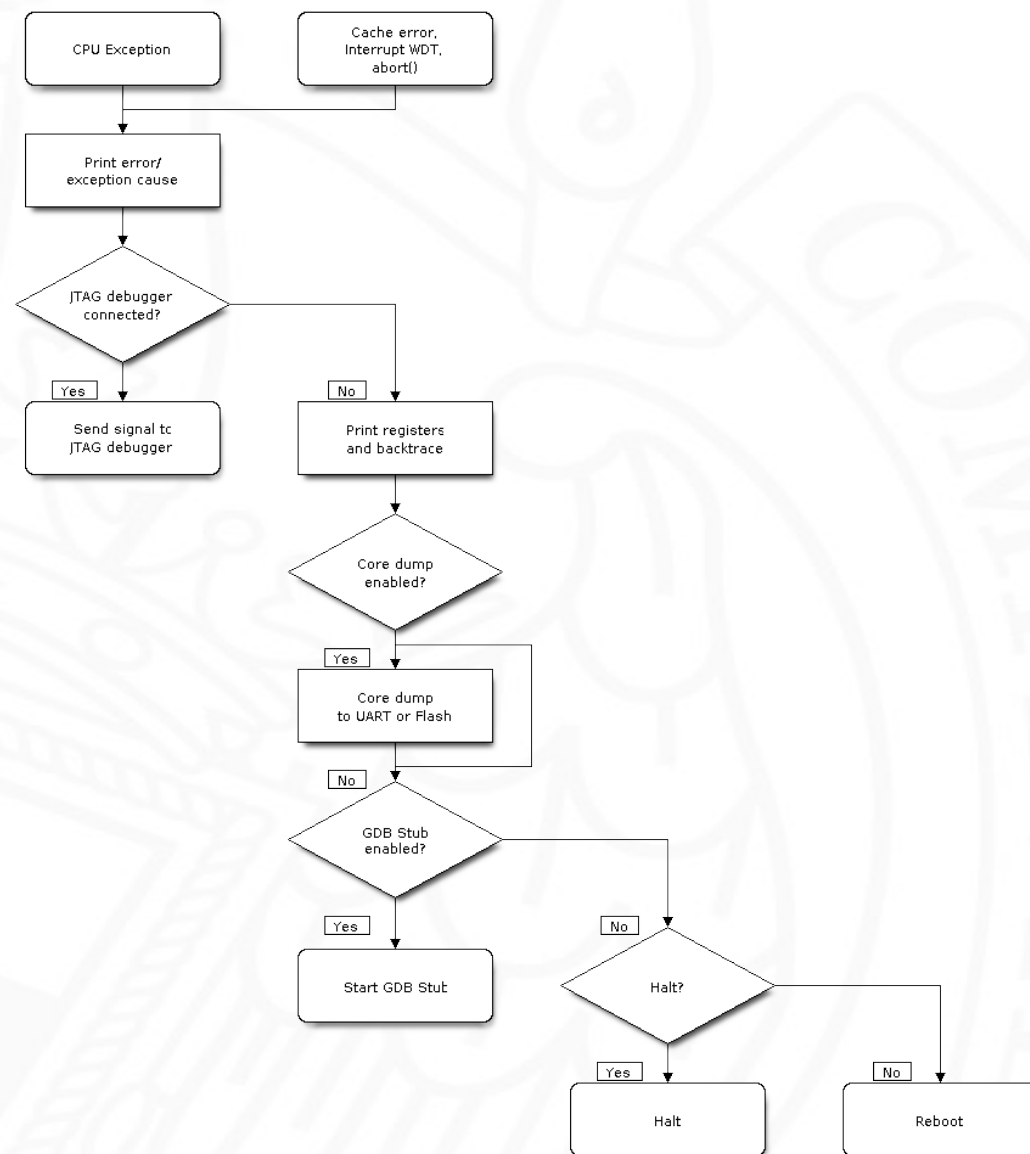 CPU Exception
Cache error,
Interrupt WDT,
abort()
Print error/
exception cause
JTAG debugger
connected?
Yes
No
Send signal to
JTAG debugger
Print registers
and backtrace
Core dump
enabled?
Yes
Core dump
to UART or Flash
No
GDB Stub
enabled?
Yes
No
Start GDB Stub
Halt?
Yes
No
Halt
Reboot
COMP